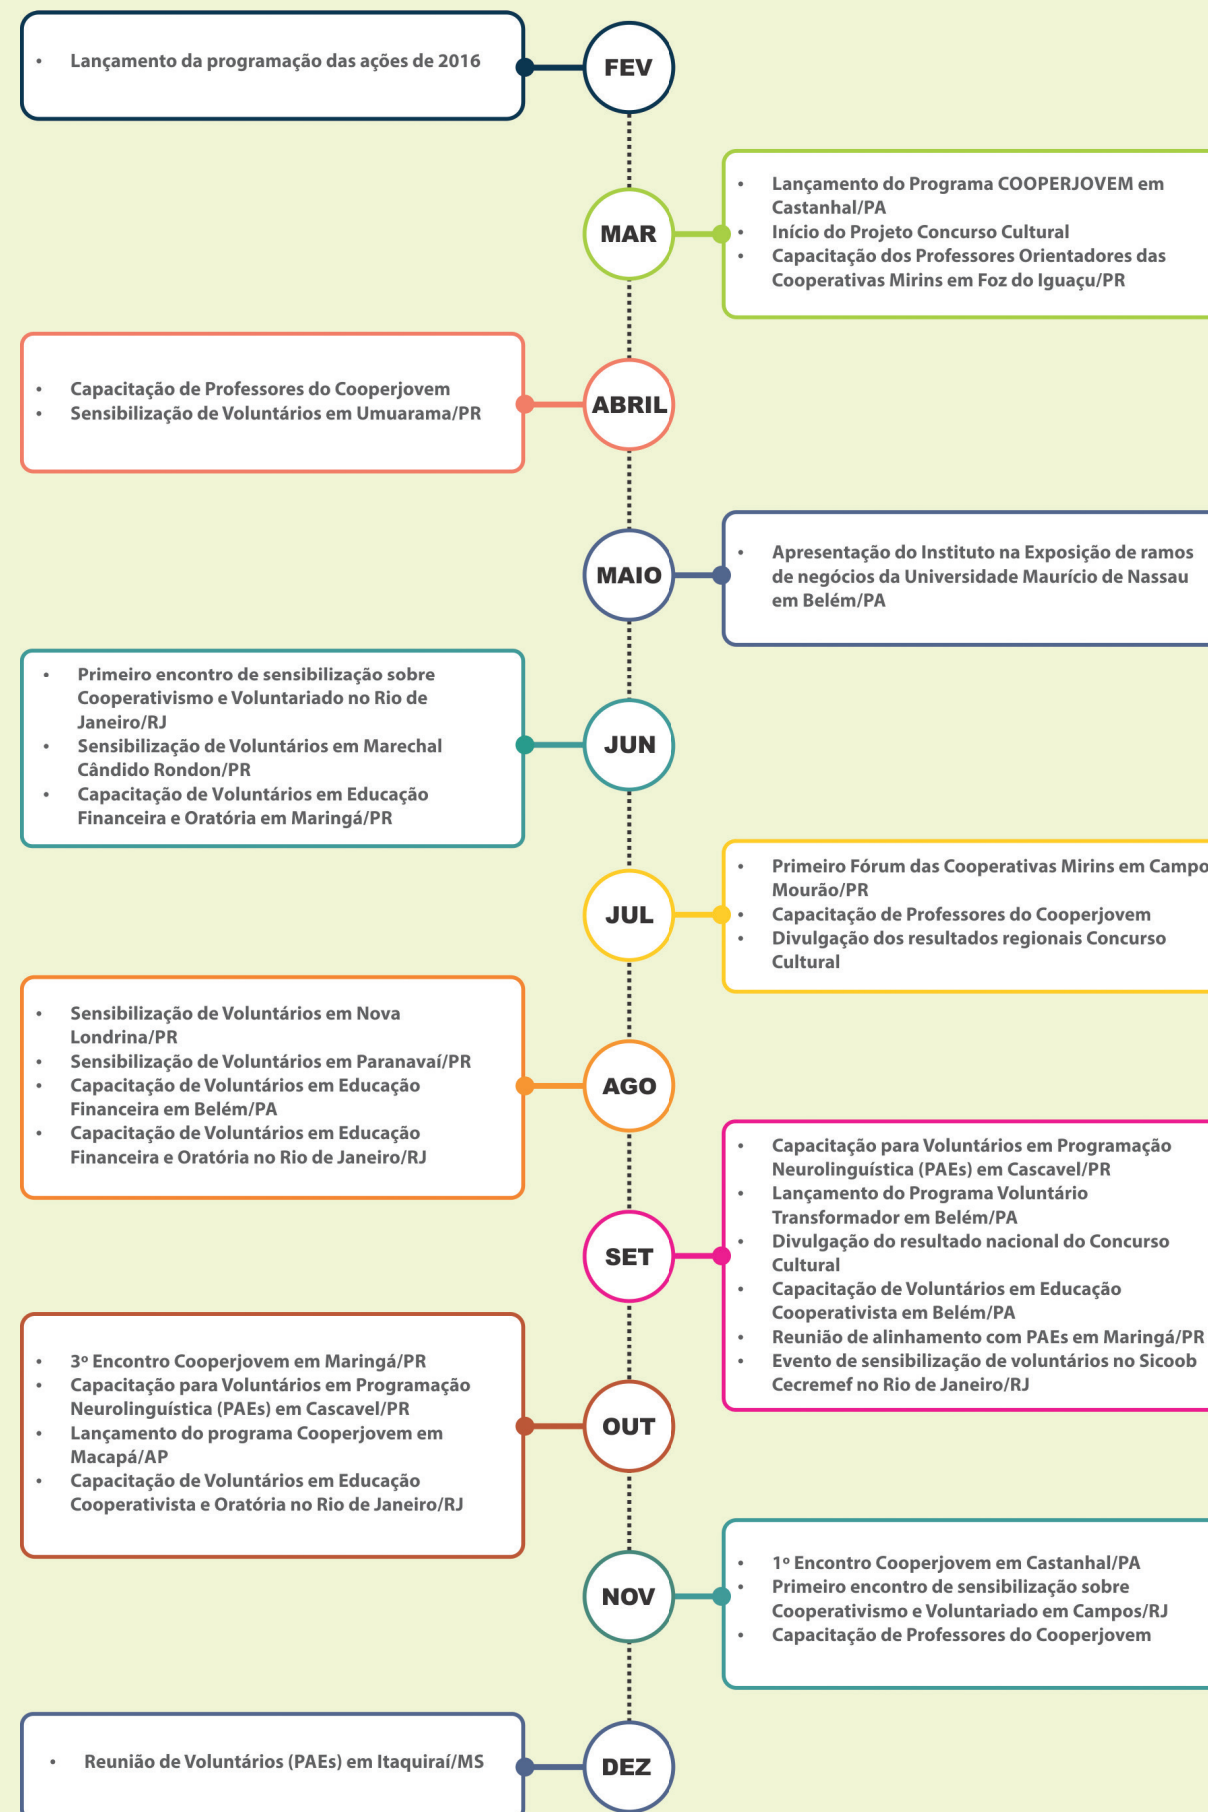 • Lançamento da programação das ações de 2016
FEV
MAR
• Lançamento do Programa COOPERJOVEM em
Castanhal/PA
• Início do Projeto Concurso Cultural
• Capacitação dos Professores Orientadores das
Cooperativas Mirins em Foz do Iguaçu/PR
• Capacitação de Professores do Cooperjovem
• Sensibilização de Voluntários em Umuarama/PR
ABRIL
MAIO
• Apresentação do Instituto na Exposição de ramos
de negócios da Universidade Maurício de Nassau
em Belém/PA
• Primeiro encontro de sensibilização sobre
Cooperativismo e Voluntariado no Rio de
Janeiro/RJ
• Sensibilização de Voluntários em Marechal
Cândido Rondon/PR
• Capacitação de Voluntários em Educação
Financeira e Oratória em Maringá/PR
JUN
JUL
• Primeiro Fórum das Cooperativas Mirins em Campo
Mourão/PR
• Capacitação de Professores do Cooperjovem
• Divulgação dos resultados regionais Concurso
Cultural
• Sensibilização de Voluntários em Nova
Londrina/PR
• Sensibilização de Voluntários em Paranavaí/PR
• Capacitação de Voluntários em Educação
Financeira em Belém/PA
• Capacitação de Voluntários em Educação
Financeira e Oratória no Rio de Janeiro/RJ
AGO
SET
• Capacitação para Voluntários em Programação
Neurolinguística (PAEs) em Cascavel/PR
• Lançamento do Programa Voluntário
Transformador em Belém/PA
• Divulgação do resultado nacional do Concurso
Cultural
• Capacitação de Voluntários em Educação
Cooperativista em Belém/PA
• Reunião de alinhamento com PAEs em Maringá/PR
• Evento de sensibilização de voluntários no Sicoob
Cecremef no Rio de Janeiro/RJ
• 3º Encontro Cooperjovem em Maringá/PR
• Capacitação para Voluntários em Programação
Neurolinguística (PAEs) em Cascavel/PR
• Lançamento do programa Cooperjovem em
Macapá/AP
• Capacitação de Voluntários em Educação
Cooperativista e Oratória no Rio de Janeiro/RJ
OUT
NOV
• 1º Encontro Cooperjovem em Castanhal/PA
• Primeiro encontro de sensibilização sobre
Cooperativismo e Voluntariado em Campos/RJ
• Capacitação de Professores do Cooperjovem
• Reunião de Voluntários (PAEs) em Itaquiraí/MS
DEZ